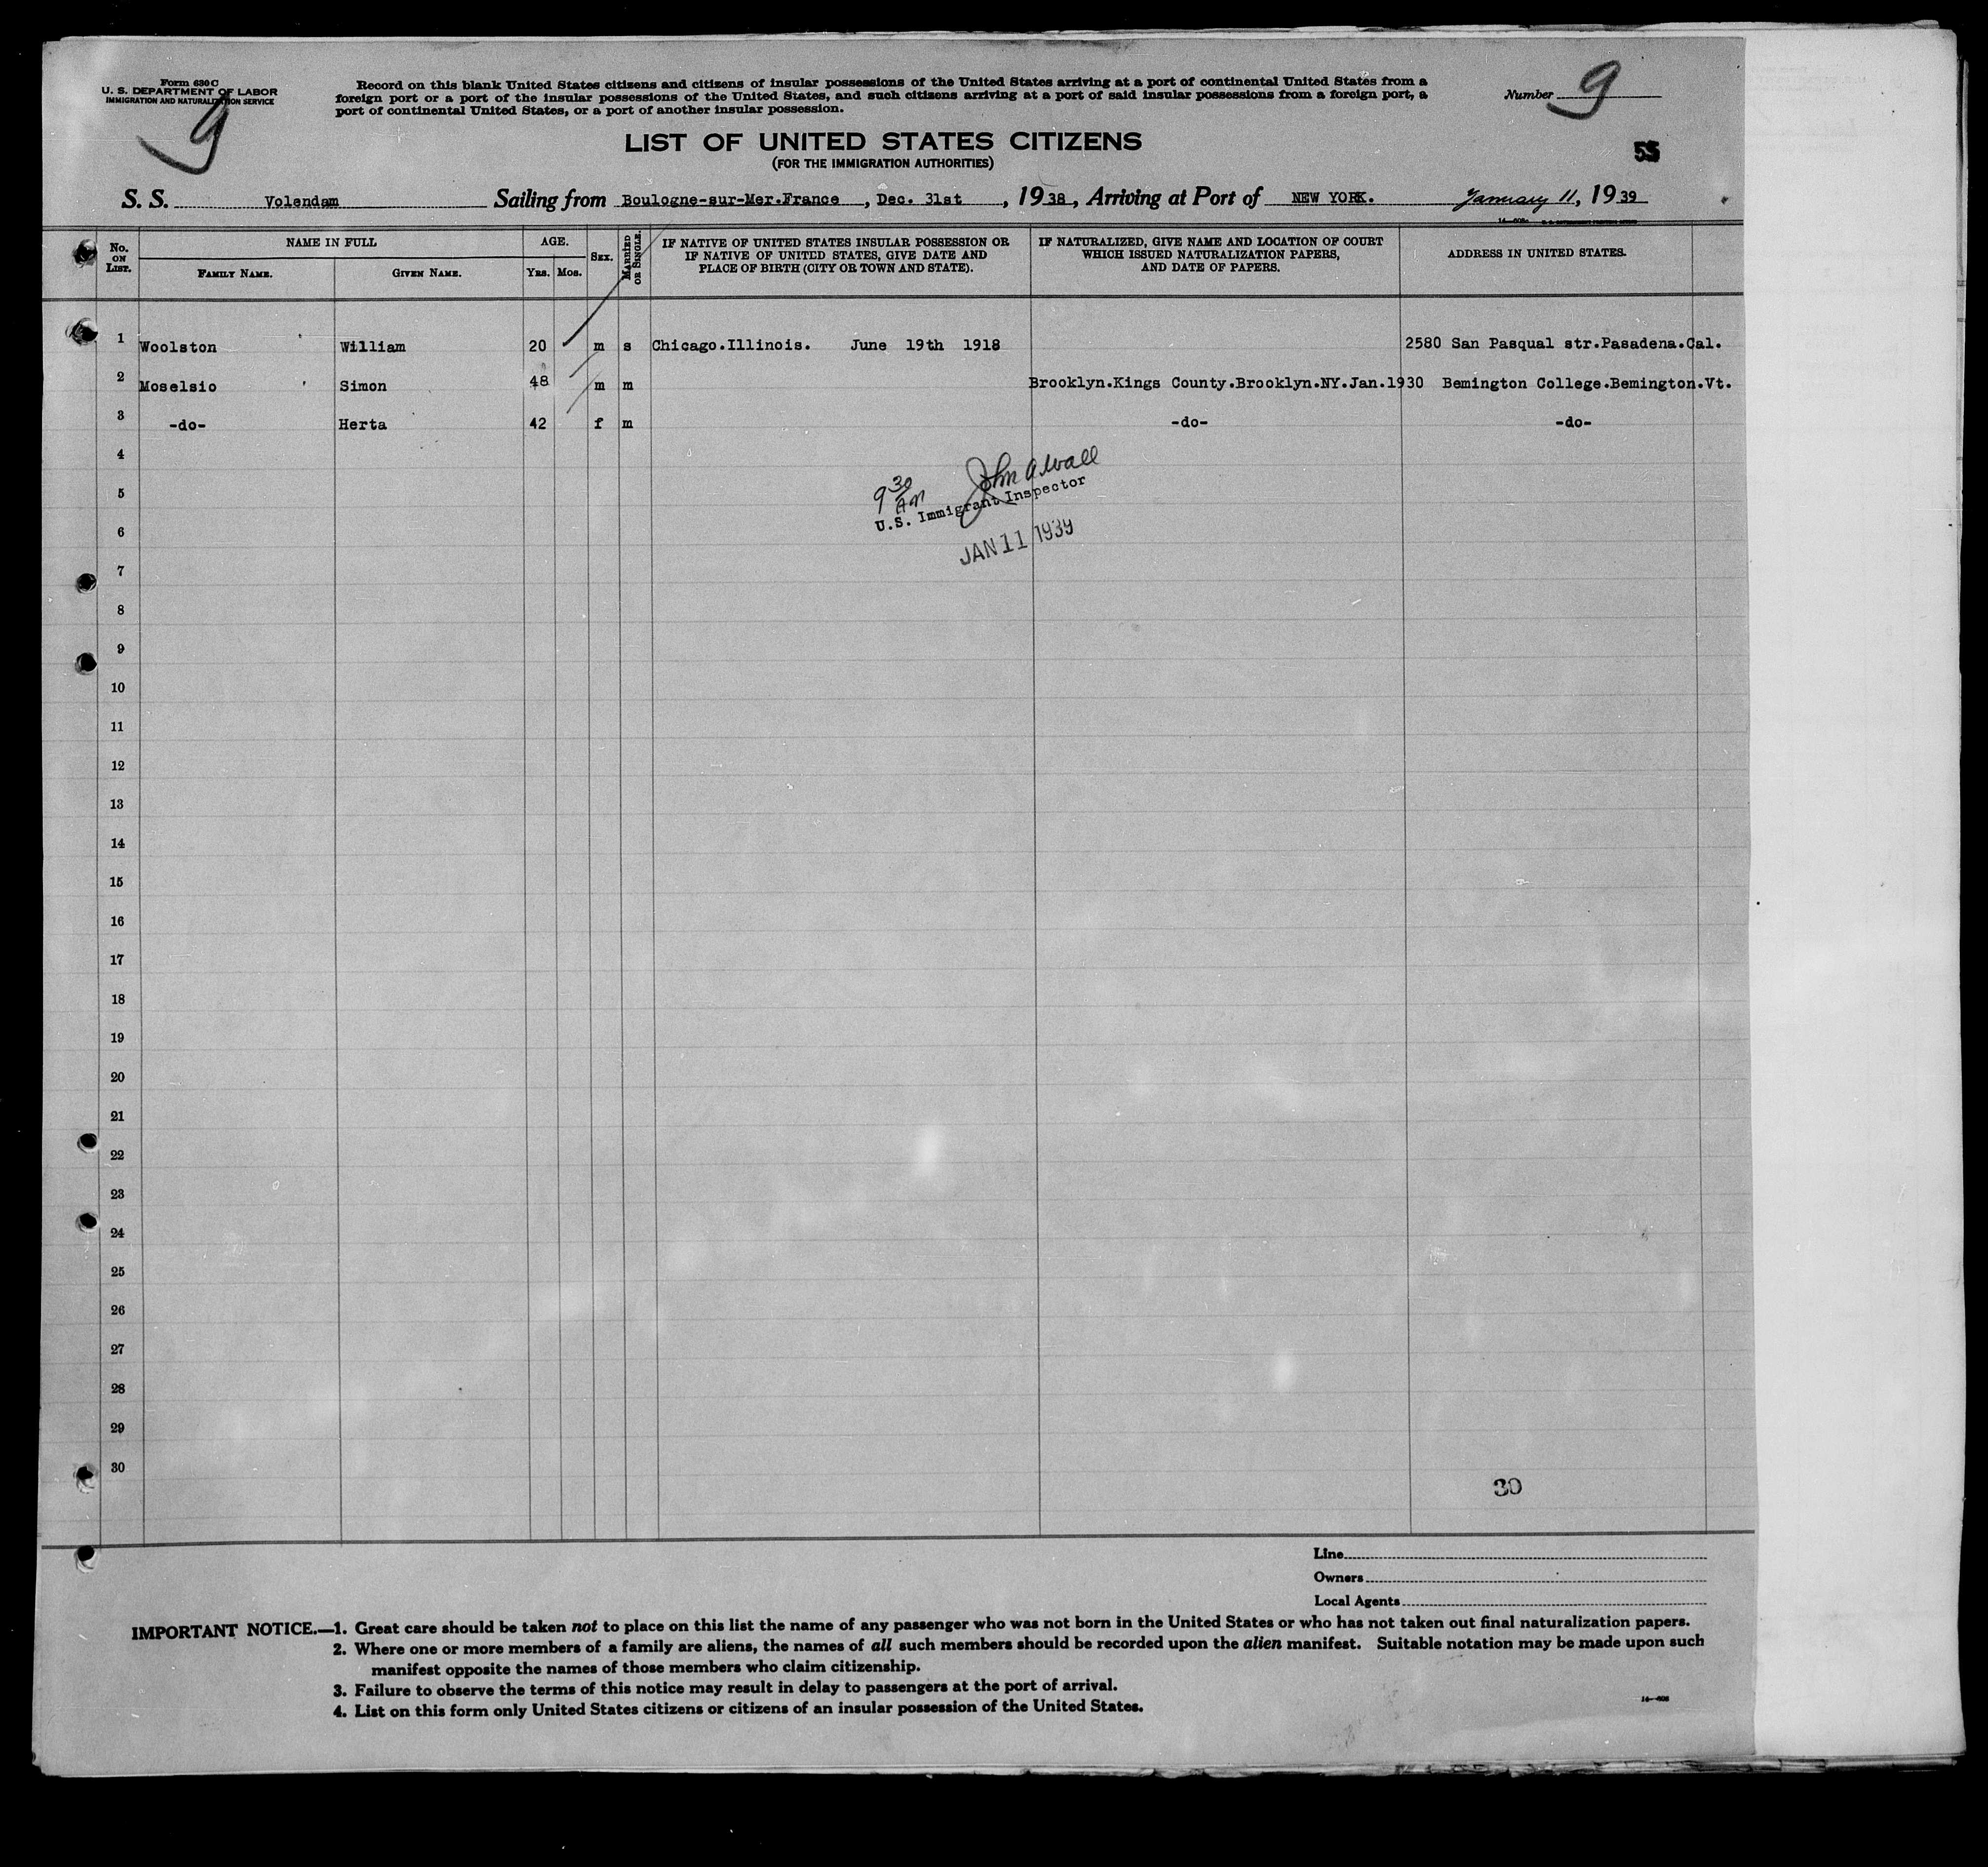 Form 630 C
U. S. DEPARTMENT OF LABOR
IMMIGRATION AND NATURALIZATION SERVICE
9
Record on this blank United States citizens and citizens of insular possessions of the United States arriving at a port of continental United States from a
foreign port or a port of the insular possessions of the United States, and such citizens arriving at a port of said insular possessions from a foreign port, a
port of continental United States, or a port of another insular possession.
Number 9
LIST OF UNITED STATES CITIZENS
(FOR THE IMMIGRATION AUTHORITIES)
55
S. S. Volendam Sailing from Boulogne-sur-Mer.France, Dec. 31st, 1938, Arriving at Port of NEW YORK. January 11, 1939
No. ON LIST. NAME IN FULL FAMILY NAME. GIVEN NAME. AGE. YRS. MOS. SEX. MARRIED OR SINGLE. IF NATIVE OF UNITED STATES INSULAR POSSESSION OR IF NATIVE OF UNITED STATES, GIVE DATE AND PLACE OF BIRTH (CITY OR TOWN AND STATE). IF NATURALIZED, GIVE NAME AND LOCATION OF COURT WHICH ISSUED NATURALIZATION PAPERS, AND DATE OF PAPERS. ADDRESS IN UNITED STATES.
1 Woolston William 20 m s Chicago.Illinois. June 19th 1918 2580 San Pasqual str.Pasadena.Cal.
2 Moselsio Simon 48 m m Brooklyn.Kings County.Brooklyn.NY.Jan.1930 Bemington College.Bemington.Vt.
3 -do- Herta 42 f m -do- -do-
4
9 30 AM John A Wall
5
U.S. Immigrant Inspector
6
JAN 11 1939
7
8
9
10
11
12
13
14
15
16
17
18
19
20
21
22
23
24
25
26
27
28
29
30
30
Line
Owners
Local Agents
IMPORTANT NOTICE.—1. Great care should be taken not to place on this list the name of any passenger who was not born in the United States or who has not taken out final naturalization papers.
2. Where one or more members of a family are aliens, the names of all such members should be recorded upon the alien manifest. Suitable notation may be made upon such
manifest opposite the names of those members who claim citizenship.
3. Failure to observe the terms of this notice may result in delay to passengers at the port of arrival.
4. List on this form only United States citizens or citizens of an insular possession of the United States.